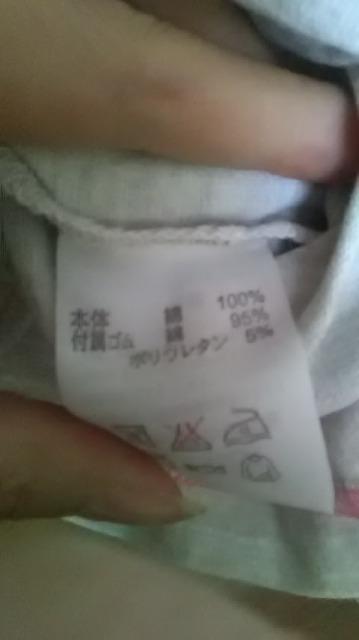 本体 綿 100%
付属ゴム 綿 95%
ポリウレタン 5%